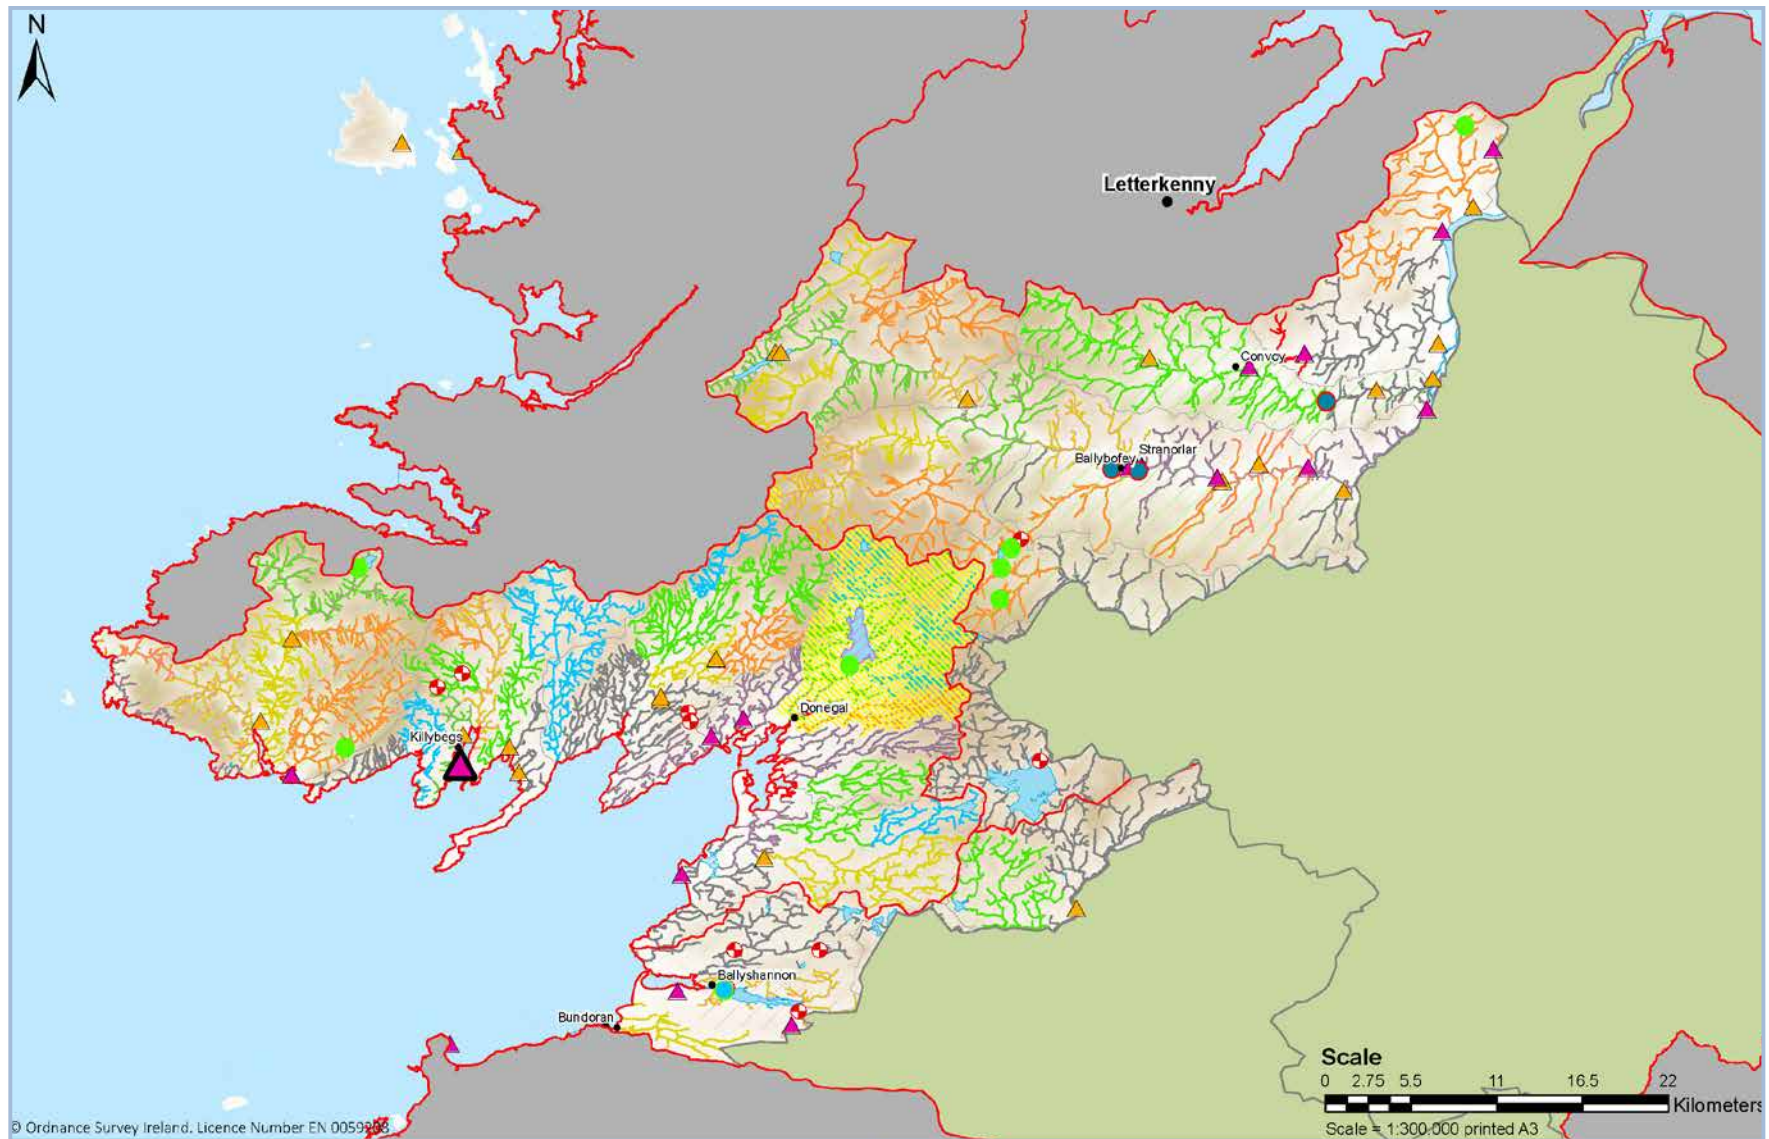 N
Letterkenny
Convoy
Stranorlar
Ballybofey
Donegal
Killybegs
Ballyshannon
Bundoran
Scale
0 2.75 5.5 11 16.5 22
Kilometers
Scale = 1:300,000 printed A3
© Ordnance Survey Ireland. Licence Number EN 0059208